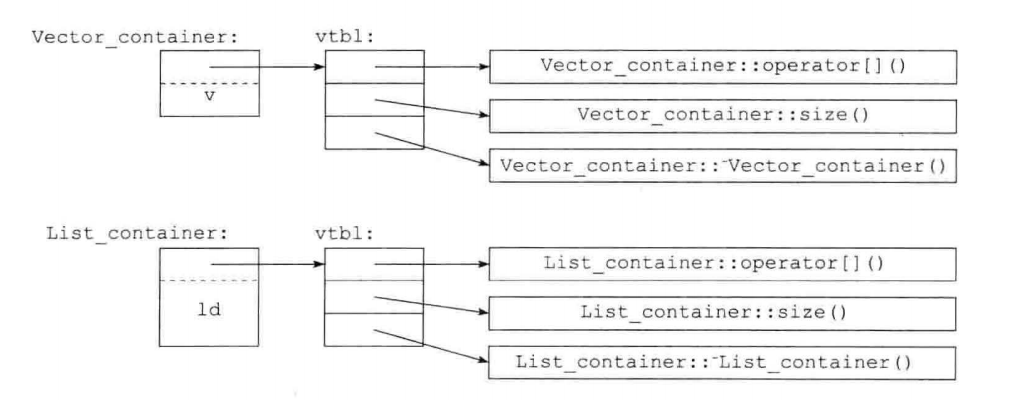 Vector_container: vtbl:
Vector_container::operator[]()
v
Vector_container::size()
Vector_container::~Vector_container()
List_container: vtbl:
List_container::operator[]()
ld
List_container::size()
List_container::~List_container()